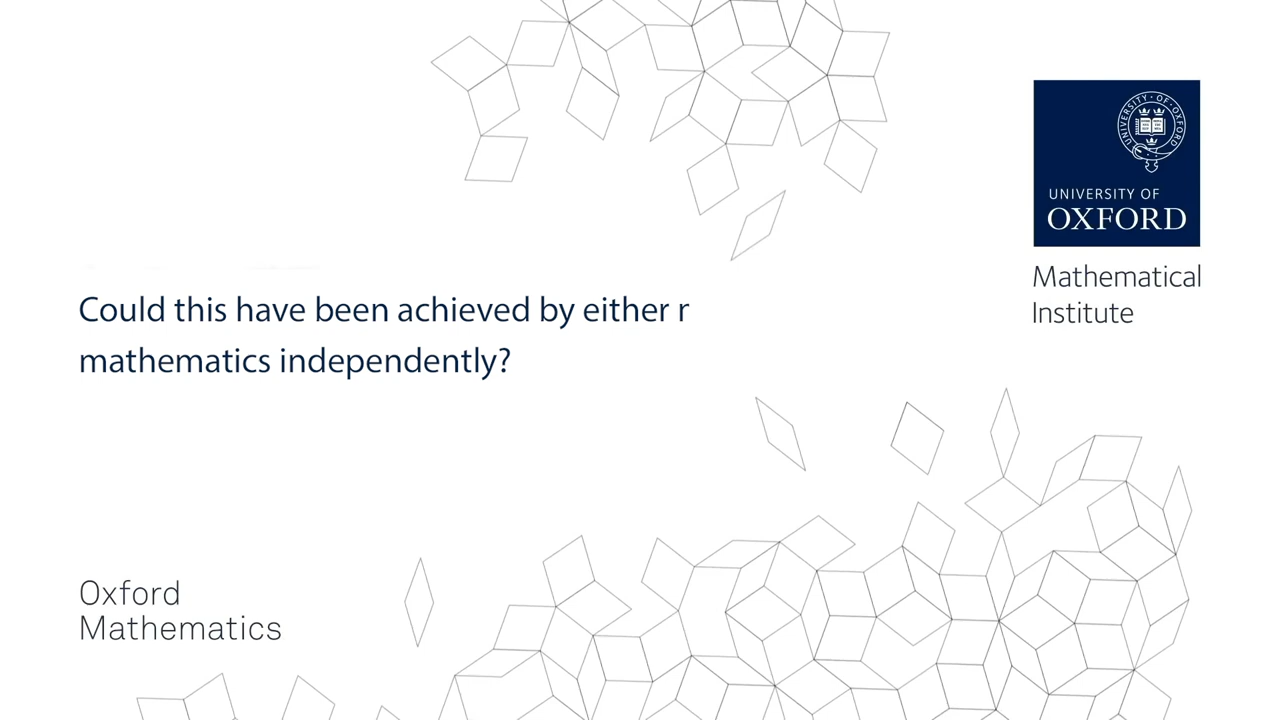 UNIVERSITY OF
OXFORD
Mathematical
Institute
Could this have been achieved by either r
mathematics independently?
Oxford
Mathematics